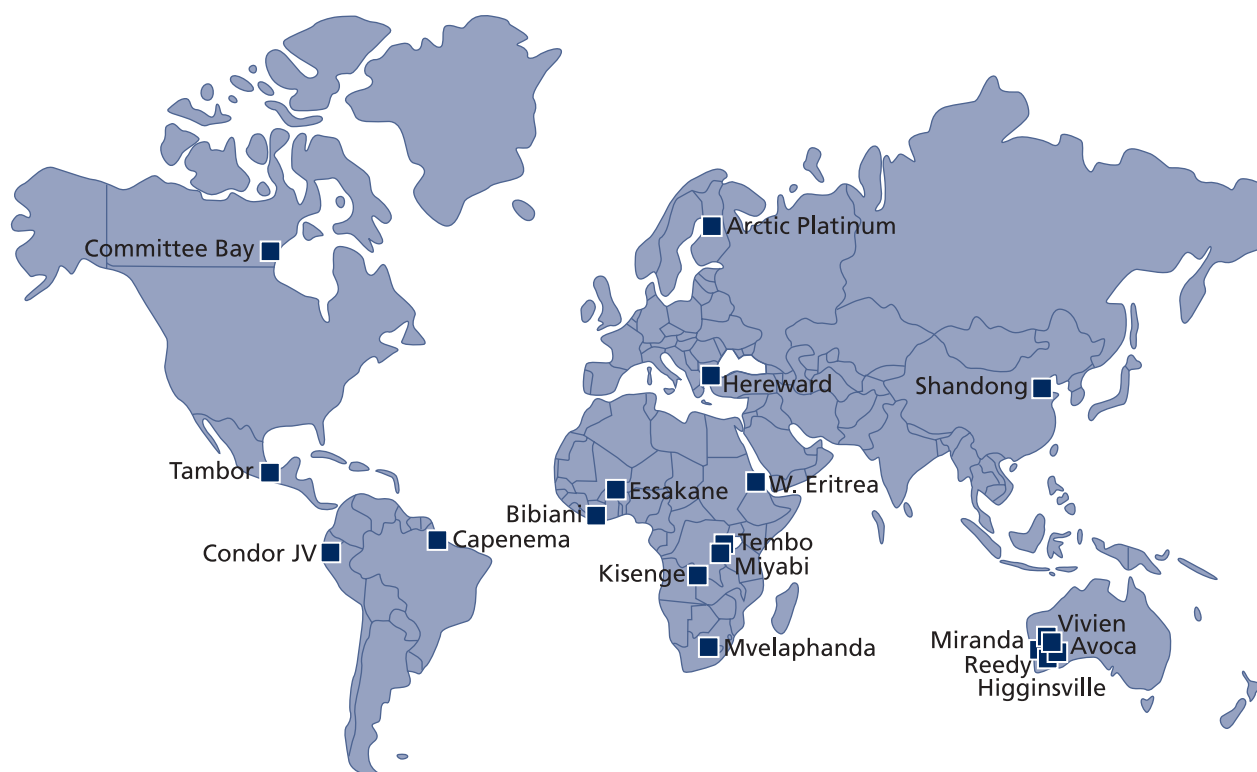 Arctic Platinum
Committee Bay
Hereward
Shandong
Tambor
Essakane
W. Eritrea
Bibiani
Capenema
Tembo
Condor JV
Miyabi
Kisenge
Vivien
Miranda
Avoca
Mvelaphanda
Reedy
Higginsville